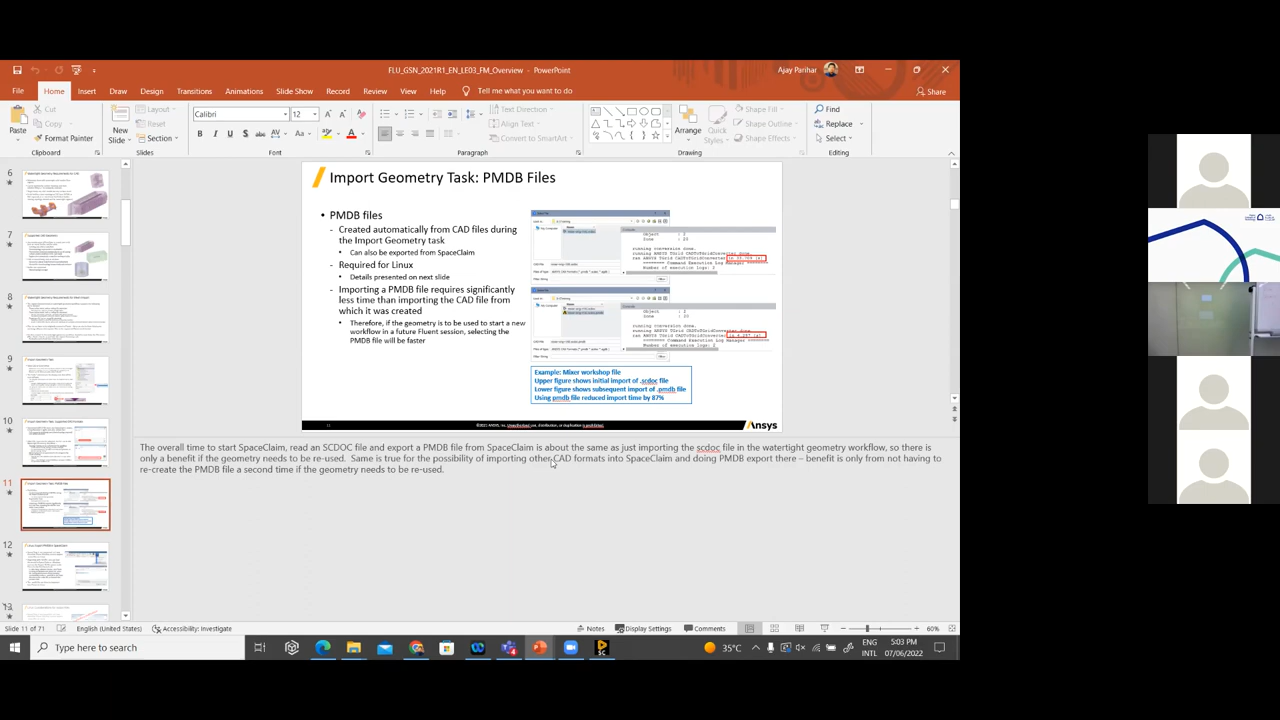 FLU_GSN_2021R1_EN_LE03_FM_Overview - PowerPoint
Ajay Parihar
File
Home
Insert
Draw
Design
Transitions
Animations
Slide Show
Record
Review
View
Help
Tell me what you want to do
Share
Paste
Cut
Copy
Format Painter
Clipboard
New
Slide
Layout
Reset
Section
Slides
Calibri
12
Font
Text Direction
Align Text
Convert to SmartArt
Paragraph
Arrange
Quick
Styles
Shape Fill
Shape Outline
Shape Effects
Drawing
Find
Replace
Select
Editing
6
7
8
9
10
11
12
13
Import Geometry Task: PMDB Files
• PMDB files
- Created automatically from CAD files during
the Import Geometry task
• Can also be exported from SpaceClaim
- Required for Linux
• Details presented on next slide
- Importing a PMDB file requires significantly
less time than importing the CAD file from
which it was created
• Therefore, if the geometry is to be used to start a new
workflow in a future Fluent session, selecting the
PMDB file will be faster
Example: Mixer workshop file
Upper figure shows initial import of .scdoc file
Lower figure shows subsequent import of .pmdb file
Using pmdb file reduced import time by 87%
Ansys
The overall time to start SpaceClaim, read an SCDOC file and export a PMDB file from SpaceClaim is about the same as just importing the scdoc file in the watertight geometry workflow, so there is
only a benefit if the geometry needs to be re-used.  Same is true for the possibility of importing other CAD formats into SpaceClaim and doing PMDB export there – benefit is only from not having to
re-create the PMDB file a second time if the geometry needs to be re-used.
Slide 11 of 71
English (United States)
Accessibility: Investigate
Notes
Display Settings
Comments
60%
Type here to search
35°C
ENG
INTL
5:03 PM
07/06/2022